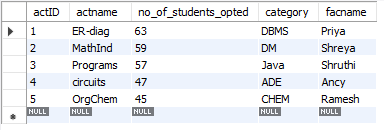 actID actname no_of_students_opted category facname
1 ER-diag 63 DBMS Priya
2 MathInd 59 DM Shreya
3 Programs 57 Java Shruthi
4 circuits 47 ADE Ancy
5 OrgChem 45 CHEM Ramesh
NULL NULL NULL NULL NULL